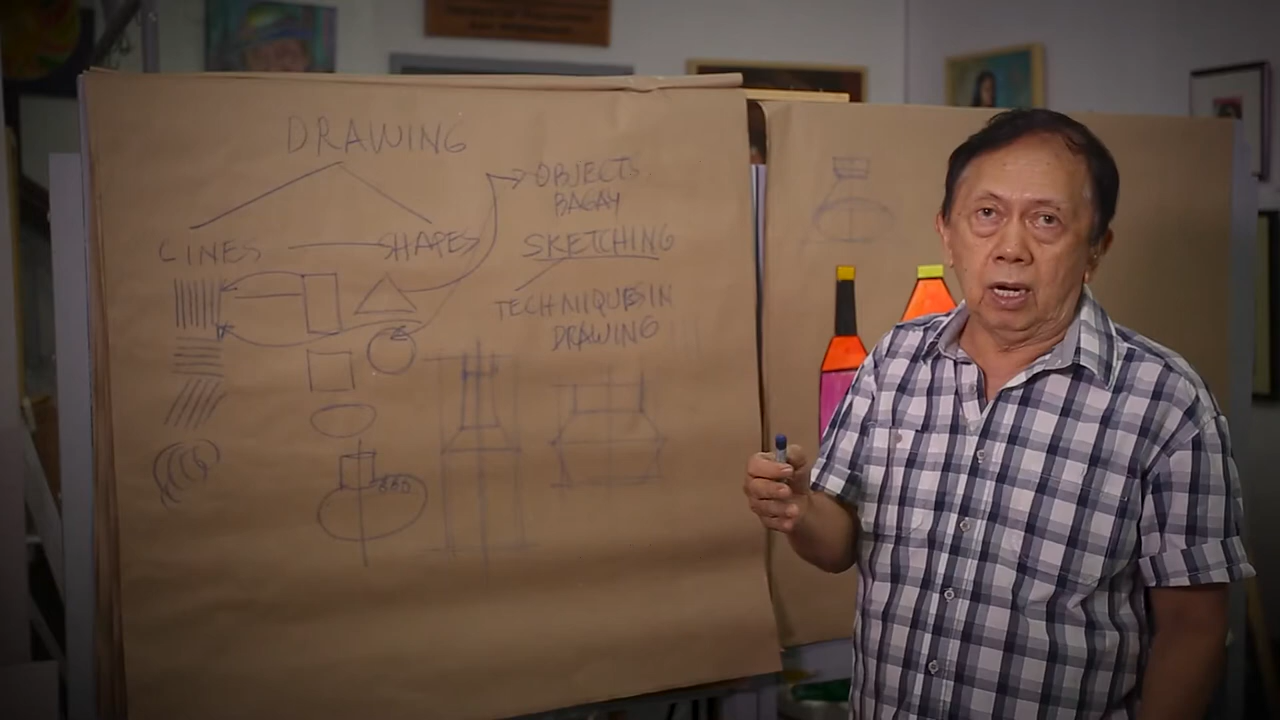 DRAWING
LINES
SHAPES
OBJECTS
BAGAY
SKETCHING
TECHNIQUES IN
DRAWING